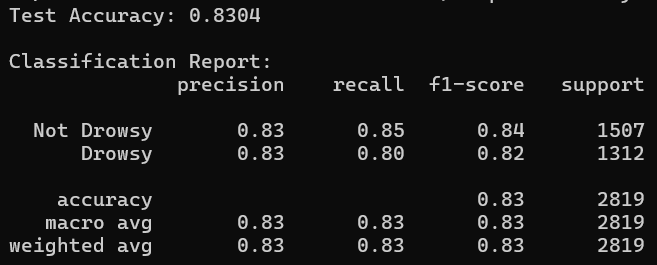 Test Accuracy: 0.8304
Classification Report:
precision recall f1-score support
Not Drowsy 0.83 0.85 0.84 1507
Drowsy 0.83 0.80 0.82 1312
accuracy 0.83 2819
macro avg 0.83 0.83 0.83 2819
weighted avg 0.83 0.83 0.83 2819